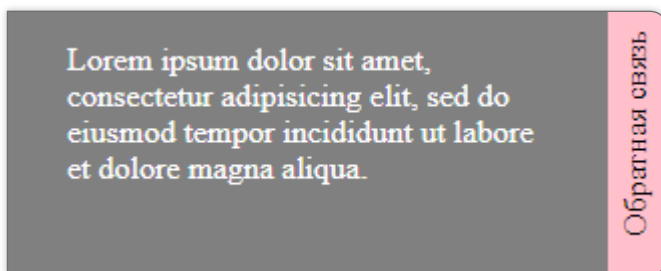 Lorem ipsum dolor sit amet,
consectetur adipisicing elit, sed do
eiusmod tempor incididunt ut labore
et dolore magna aliqua.
Обратная связь